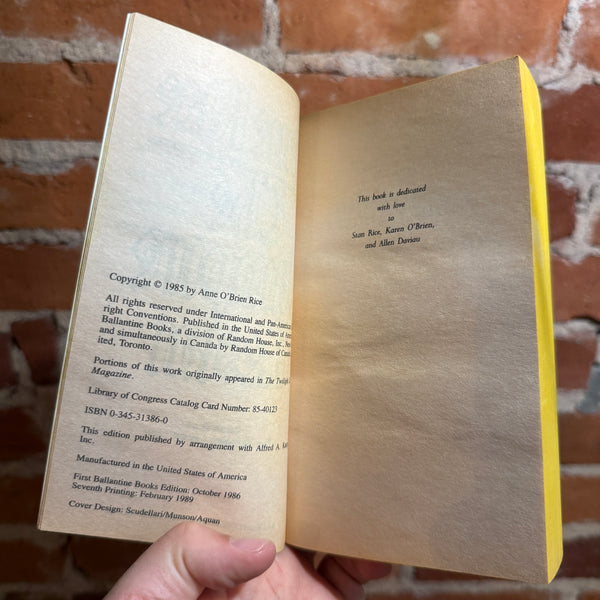 Copyright © 1985 by Anne O'Brien Rice
All rights reserved under International and Pan-American
right Conventions. Published in the United States of
Ballantine Books, a division of Random House, Inc.,
and simultaneously in Canada by Random House of
ited, Toronto.
Portions of this work originally appeared in The Twilight
Magazine.
Library of Congress Catalog Card Number: 85-40123
ISBN 0-345-31386-0
This edition published by arrangement with Alfred A.
Inc.
Manufactured in the United States of America
First Ballantine Books Edition: October 1986
Seventh Printing: February 1989
Cover Design: Scudellari/Munson/Aquan
This book is dedicated
with love
to
Stan Rice, Karen O'Brien,
and Allen Daviau